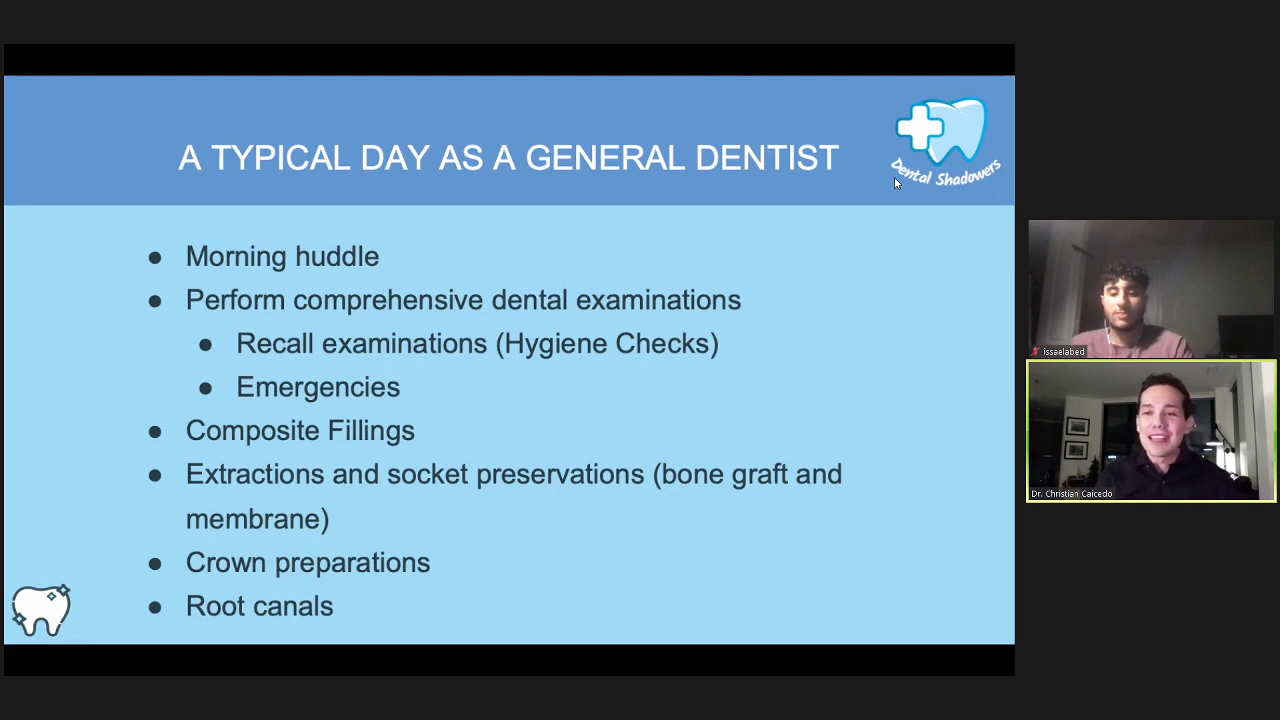 A TYPICAL DAY AS A GENERAL DENTIST
Dental Shadowers
● Morning huddle
● Perform comprehensive dental examinations
● Recall examinations (Hygiene Checks)
● Emergencies
● Composite Fillings
● Extractions and socket preservations (bone graft and
membrane)
● Crown preparations
● Root canals
issaelabed
Dr. Christian Caicedo